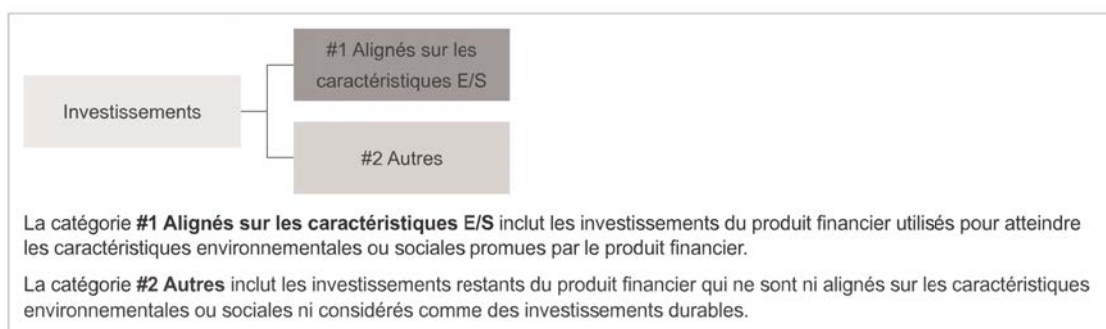 #1 Alignés sur les
caractéristiques E/S
Investissements
#2 Autres
La catégorie #1 Alignés sur les caractéristiques E/S inclut les investissements du produit financier utilisés pour atteindre
les caractéristiques environnementales ou sociales promues par le produit financier.
La catégorie #2 Autres inclut les investissements restants du produit financier qui ne sont ni alignés sur les caractéristiques
environnementales ou sociales ni considérés comme des investissements durables.